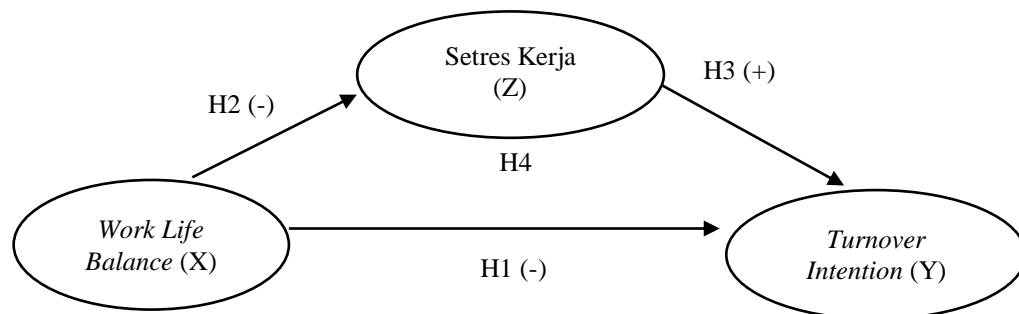 Setres Kerja
(Z)
H3 (+)
H2 (-)
H4
Work Life
Balance (X)
Turnover
Intention (Y)
H1 (-)